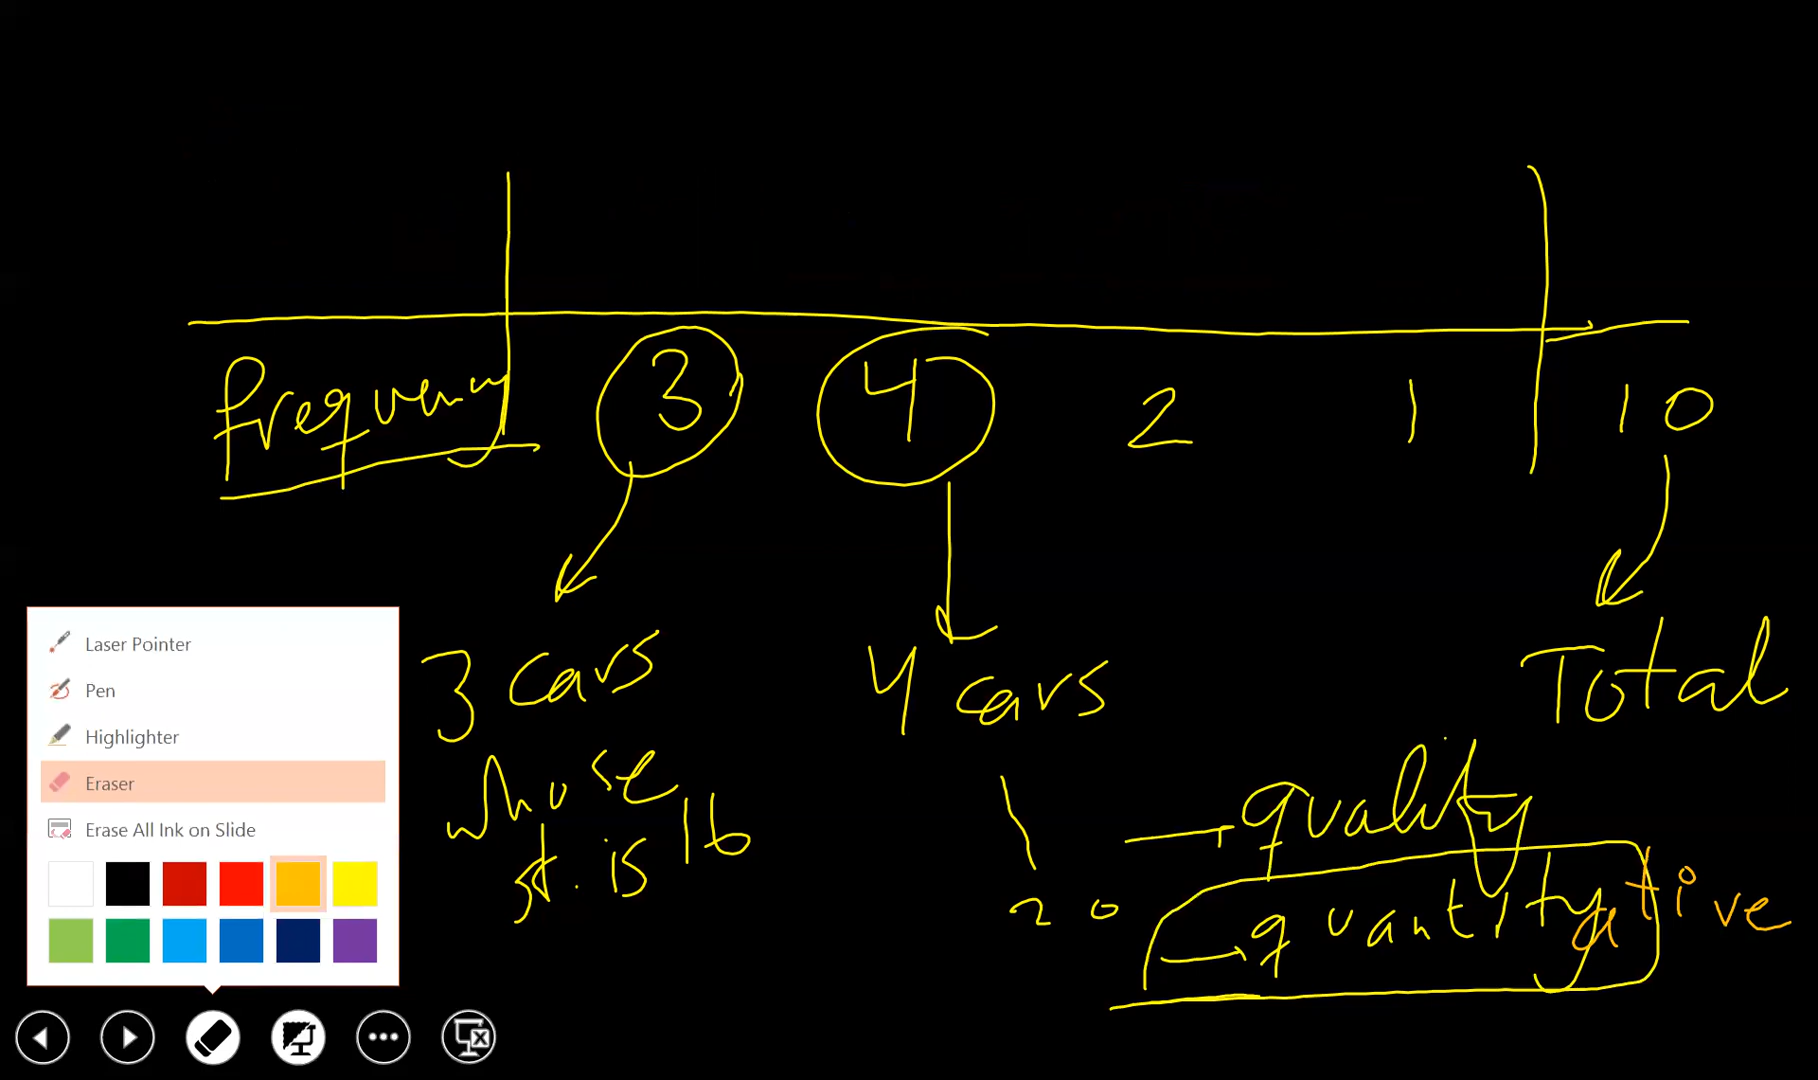 frequency 3 4 2 1 10
3 cars 4 cars Total
whose
st. is 16
20
quality
quantity ative
Laser Pointer
Pen
Highlighter
Eraser
Erase All Ink on Slide